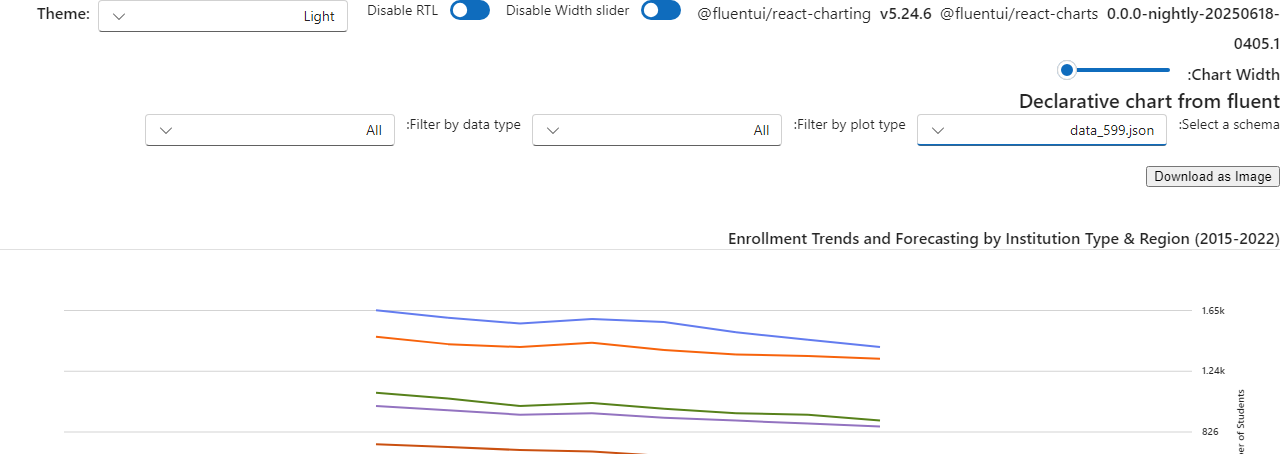 Theme: Light Disable RTL Disable Width slider @fluentui/react-charting v5.24.6 @fluentui/react-charts 0.0.0-nightly-20250618-
0405.1
:Chart Width
Declarative chart from fluent
:Select a schema data_599.json :Filter by plot type All :Filter by data type All
Download as Image
Enrollment Trends and Forecasting by Institution Type & Region (2015-2022)
1.65k
1.24k
826
of Students